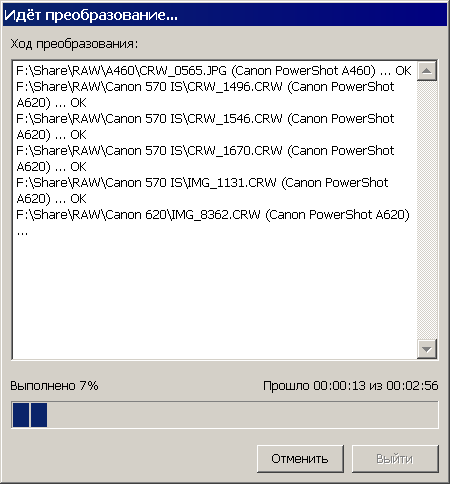 Идёт преобразование...
Ход преобразования:
F:\Share\RAW\A460\CRW_0565.JPG (Canon PowerShot A460) ... OK
F:\Share\RAW\Canon 570 IS\CRW_1496.CRW (Canon PowerShot
A620) ... OK
F:\Share\RAW\Canon 570 IS\CRW_1546.CRW (Canon PowerShot
A620) ... OK
F:\Share\RAW\Canon 570 IS\CRW_1670.CRW (Canon PowerShot
A620) ... OK
F:\Share\RAW\Canon 570 IS\IMG_1131.CRW (Canon PowerShot
A620) ... OK
F:\Share\RAW\Canon 620\IMG_8362.CRW (Canon PowerShot A620)
...
Выполнено 7%
Прошло 00:00:13 из 00:02:56
Отменить
Выйти